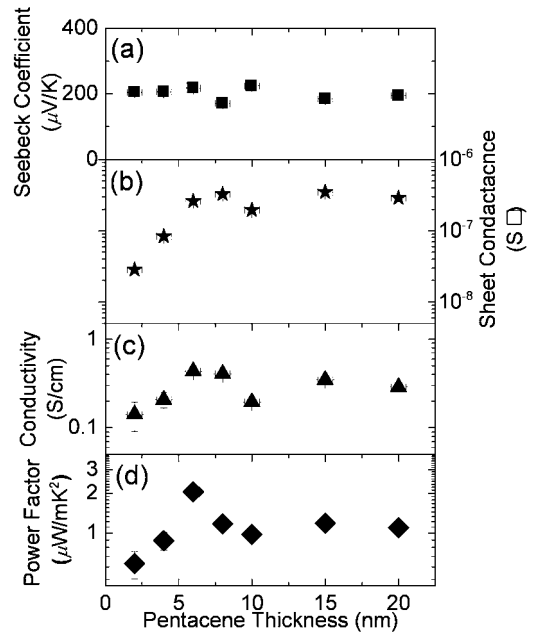 400
(a)
Seebeck Coefficient
(μV/K)
200
0
10⁻⁶
(b)
Sheet Condactacnce
(S □)
10⁻⁷
10⁻⁸
1
(c)
Conductivity
(S/cm)
0.1
(d)
3
2
1
Power Factor
(μW/mK²)
0 5 10 15 20
Pentacene Thickness (nm)